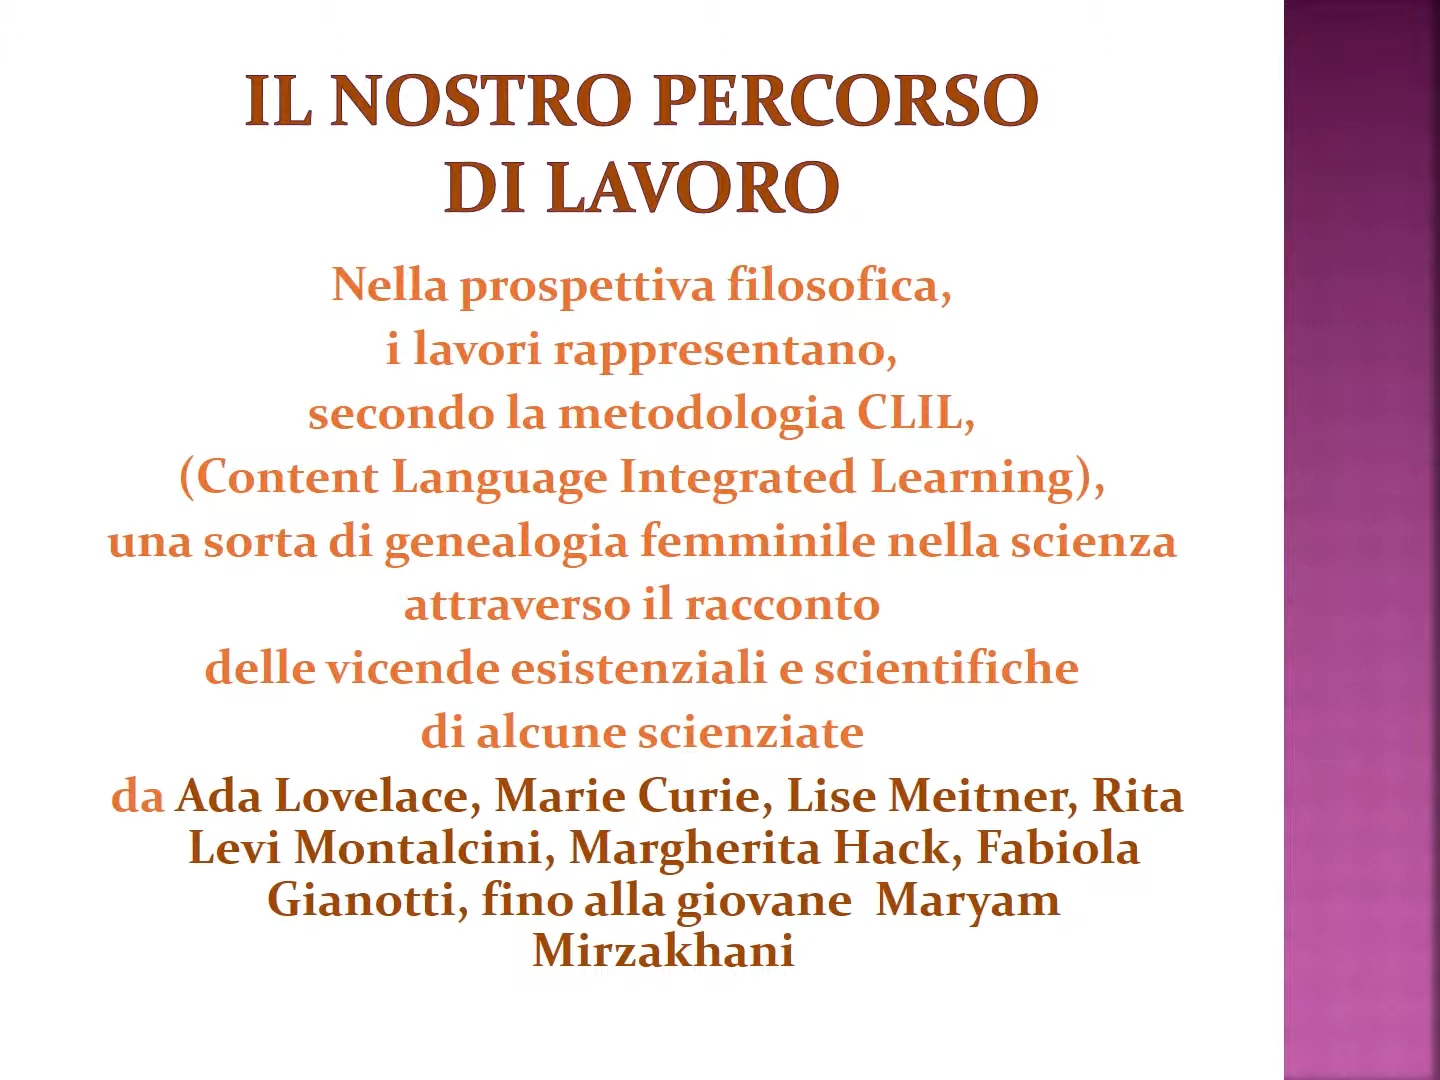 IL NOSTRO PERCORSO
DI LAVORO
Nella prospettiva filosofica,
i lavori rappresentano,
secondo la metodologia CLIL,
(Content Language Integrated Learning),
una sorta di genealogia femminile nella scienza
attraverso il racconto
delle vicende esistenziali e scientifiche
di alcune scienziate
da Ada Lovelace, Marie Curie, Lise Meitner, Rita
Levi Montalcini, Margherita Hack, Fabiola
Gianotti, fino alla giovane  Maryam
Mirzakhani